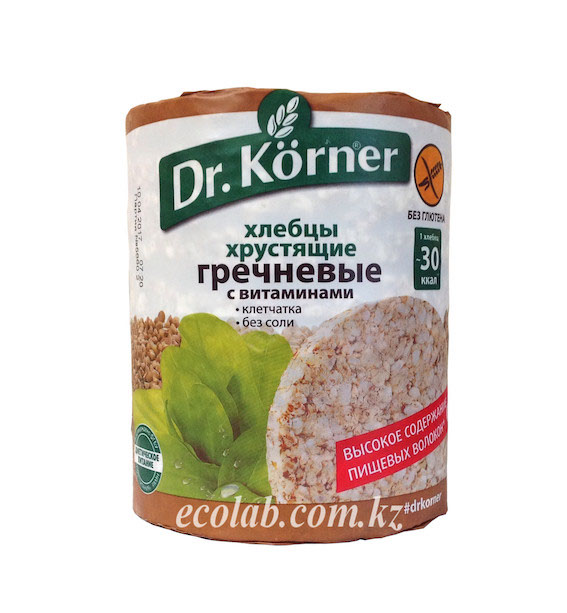 Dr. Körner®
БЕЗ ГЛЮТЕНА
хлебцы
хрустящие
гречневые
с витаминами
• клетчатка
• без соли
1 хлебец
~30
ккал
ВЫСОКОЕ СОДЕРЖАНИЕ
ПИЩЕВЫХ ВОЛОКОН
ПИТАНИЕ
#drkorner
ecolab.com.kz